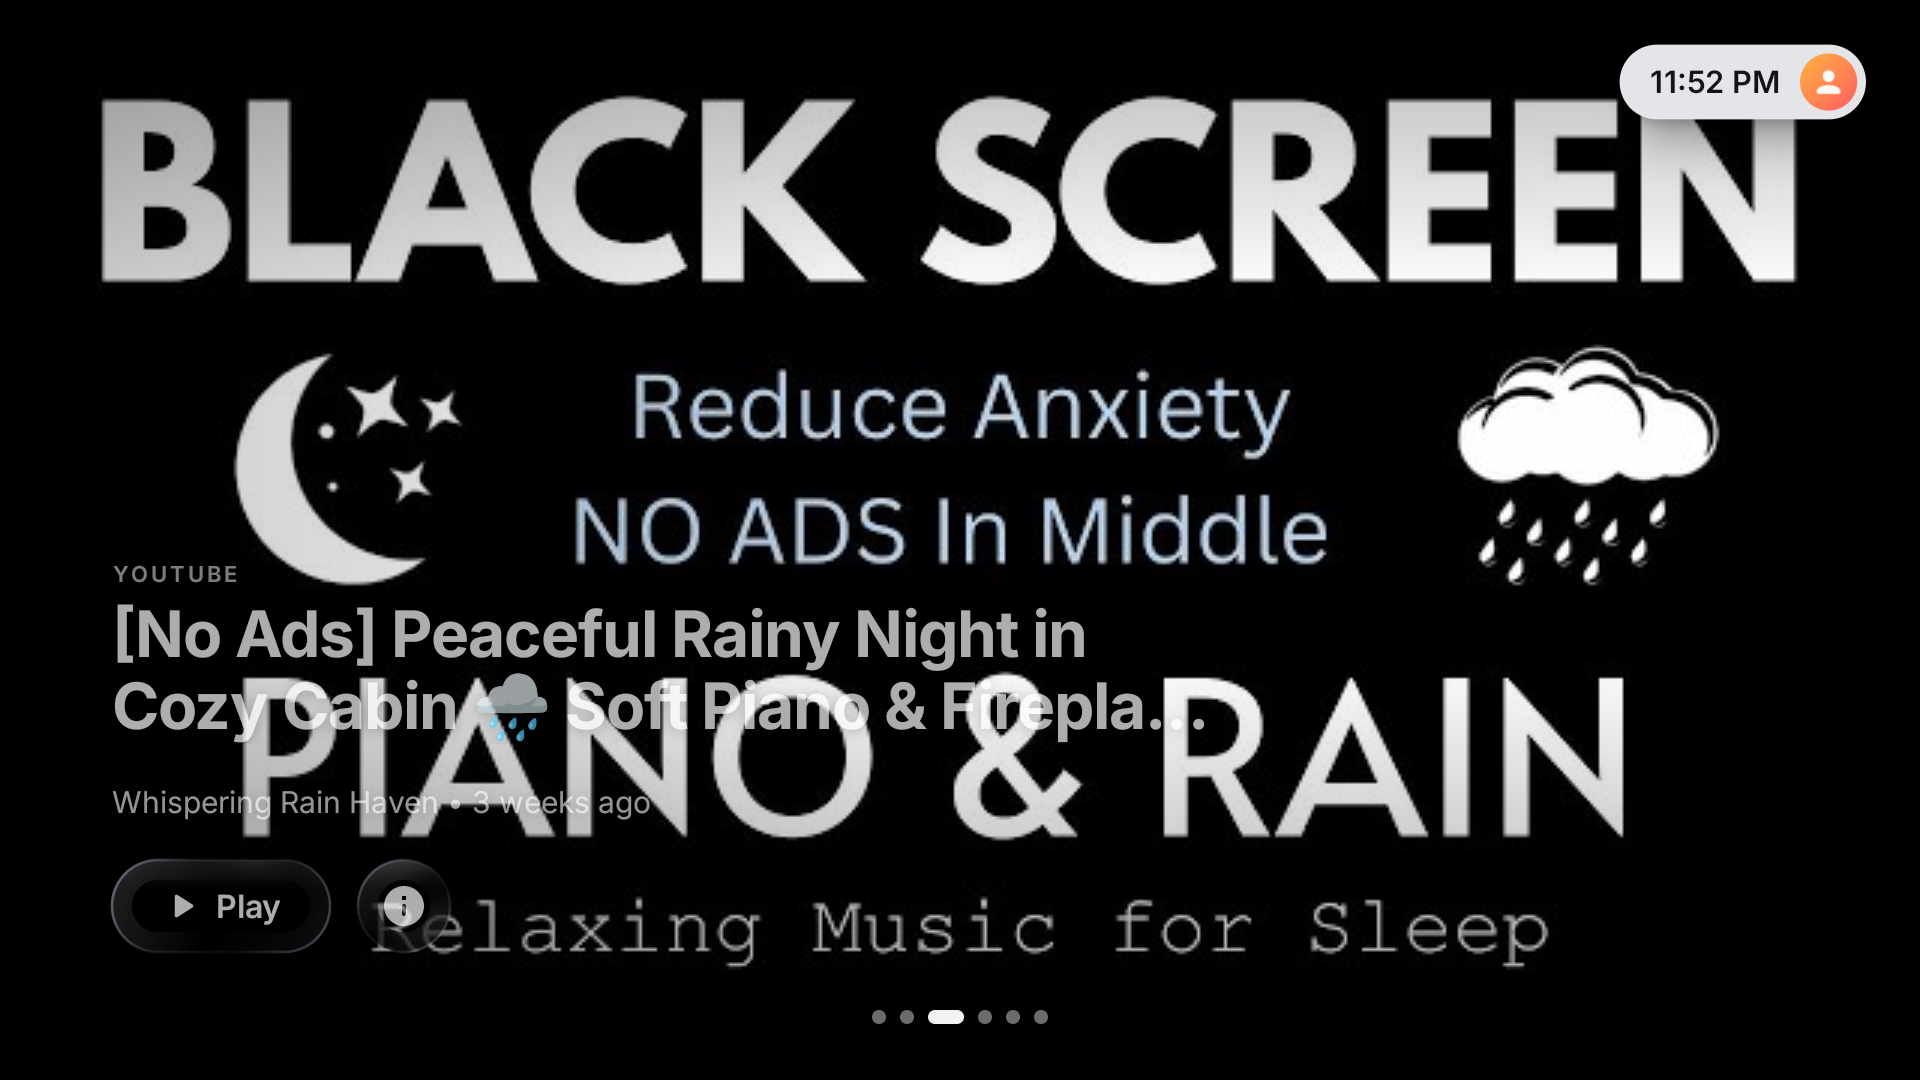 11:52 PM
BLACK SCREEN
Reduce Anxiety
NO ADS In Middle
YOUTUBE
[No Ads] Peaceful Rainy Night in
Cozy Cabin 🌧️ Soft Piano & Firepla...
PIANO & RAIN
Whispering Rain Haven • 3 weeks ago
Play
Relaxing Music for Sleep